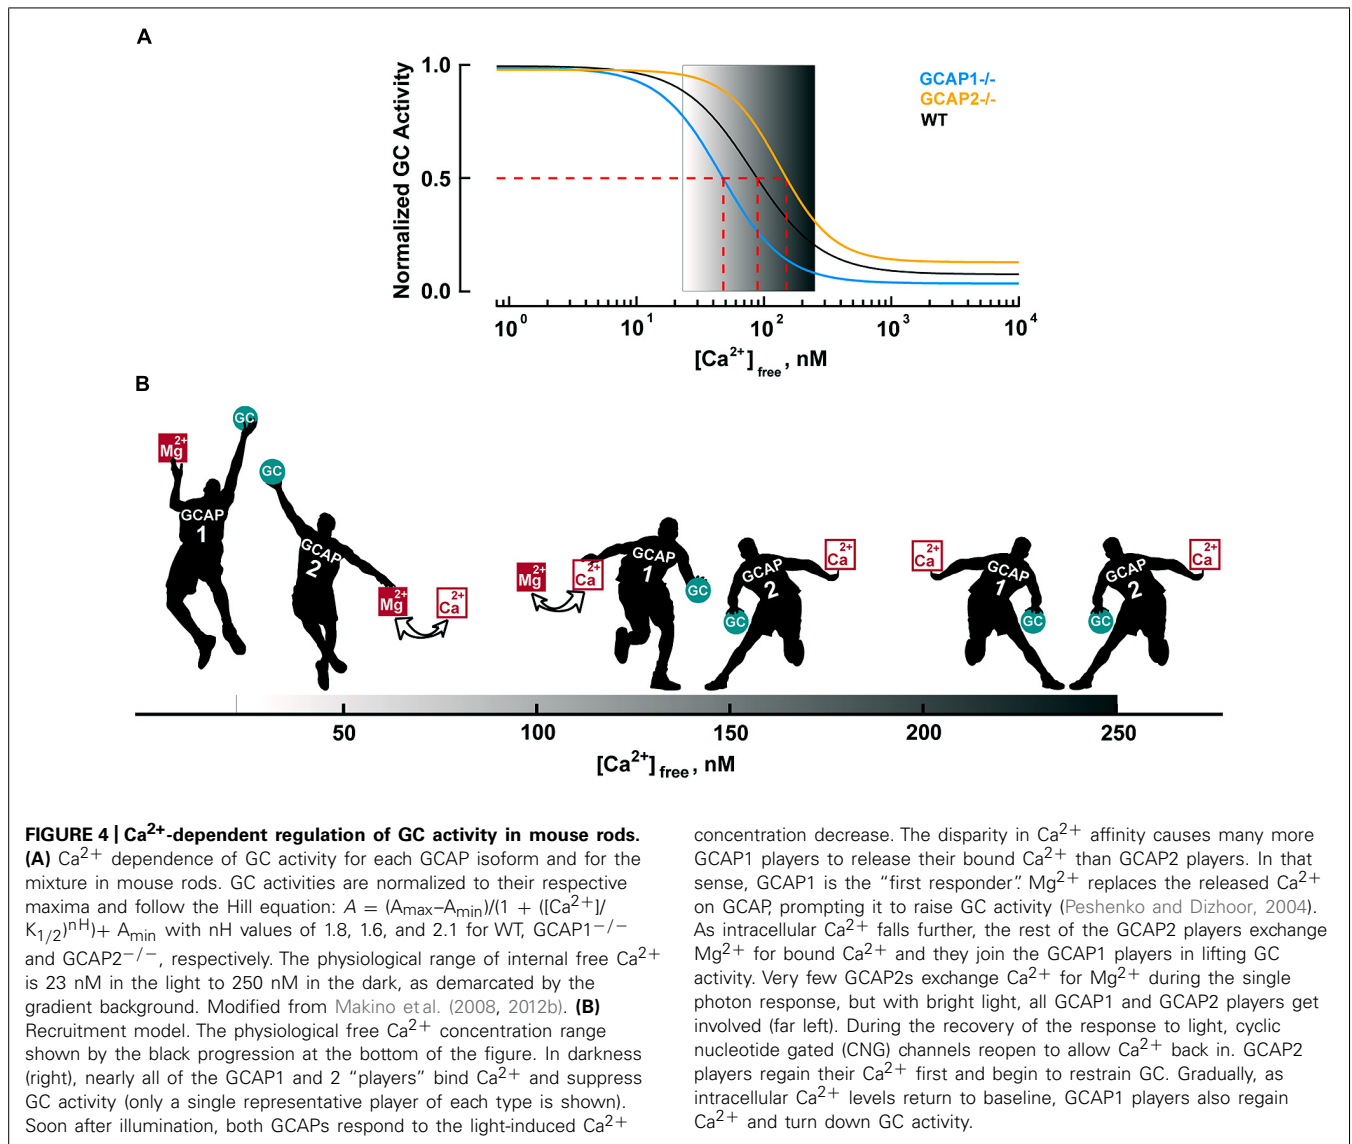 A
1.0
0.5
0.0
Normalized GC Activity
GCAP1-/-
GCAP2-/-
WT
10⁰ 10¹ 10² 10³ 10⁴
[Ca²⁺]free, nM
B
GC
Mg²⁺
GC
GCAP
1
GCAP
2
Mg²⁺
Ca²⁺
Mg²⁺
Ca²⁺
GCAP
1
GC
GCAP
2
GC
Ca²⁺
Ca²⁺
GCAP
1
GC
GCAP
2
GC
Ca²⁺
50 100 150 200 250
[Ca²⁺]free, nM
FIGURE 4 | Ca²⁺-dependent regulation of GC activity in mouse rods.
(A) Ca²⁺ dependence of GC activity for each GCAP isoform and for the
mixture in mouse rods. GC activities are normalized to their respective
maxima and follow the Hill equation: A = (Amax–Amin)/(1 + ([Ca²⁺]/
K1/2)ⁿᴴ)+ Amin with nH values of 1.8, 1.6, and 2.1 for WT, GCAP1⁻/⁻
and GCAP2⁻/⁻, respectively. The physiological range of internal free Ca²⁺
is 23 nM in the light to 250 nM in the dark, as demarcated by the
gradient background. Modified from Makino et al. (2008, 2012b). (B)
Recruitment model. The physiological free Ca²⁺ concentration range
shown by the black progression at the bottom of the figure. In darkness
(right), nearly all of the GCAP1 and 2 “players” bind Ca²⁺ and suppress
GC activity (only a single representative player of each type is shown).
Soon after illumination, both GCAPs respond to the light-induced Ca²⁺
concentration decrease. The disparity in Ca²⁺ affinity causes many more
GCAP1 players to release their bound Ca²⁺ than GCAP2 players. In that
sense, GCAP1 is the “first responder”. Mg²⁺ replaces the released Ca²⁺
on GCAP, prompting it to raise GC activity (Peshenko and Dizhoor, 2004).
As intracellular Ca²⁺ falls further, the rest of the GCAP2 players exchange
Mg²⁺ for bound Ca²⁺ and they join the GCAP1 players in lifting GC
activity. Very few GCAP2s exchange Ca²⁺ for Mg²⁺ during the single
photon response, but with bright light, all GCAP1 and GCAP2 players get
involved (far left). During the recovery of the response to light, cyclic
nucleotide gated (CNG) channels reopen to allow Ca²⁺ back in. GCAP2
players regain their Ca²⁺ first and begin to restrain GC. Gradually, as
intracellular Ca²⁺ levels return to baseline, GCAP1 players also regain
Ca²⁺ and turn down GC activity.